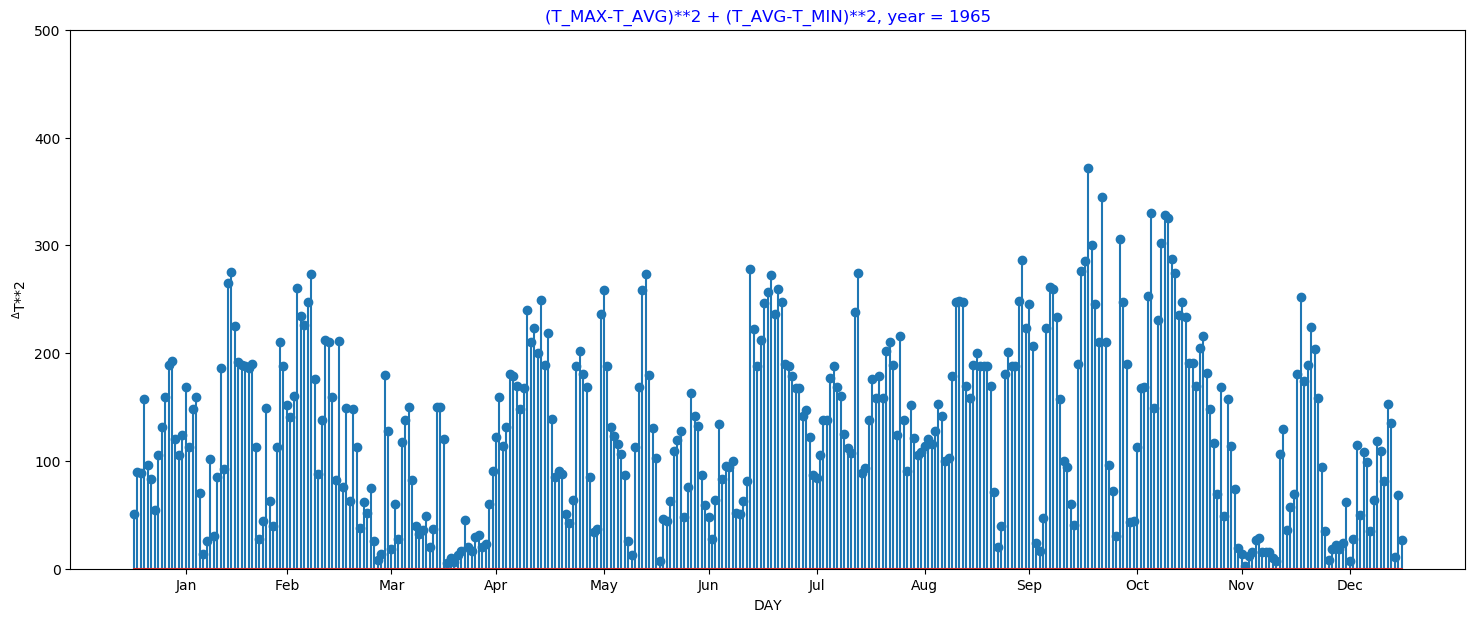 (T_MAX-T_AVG)**2 + (T_AVG-T_MIN)**2, year = 1965
500
400
300
200
100
0
ΔT**2
Jan Feb Mar Apr May Jun Jul Aug Sep Oct Nov Dec
DAY